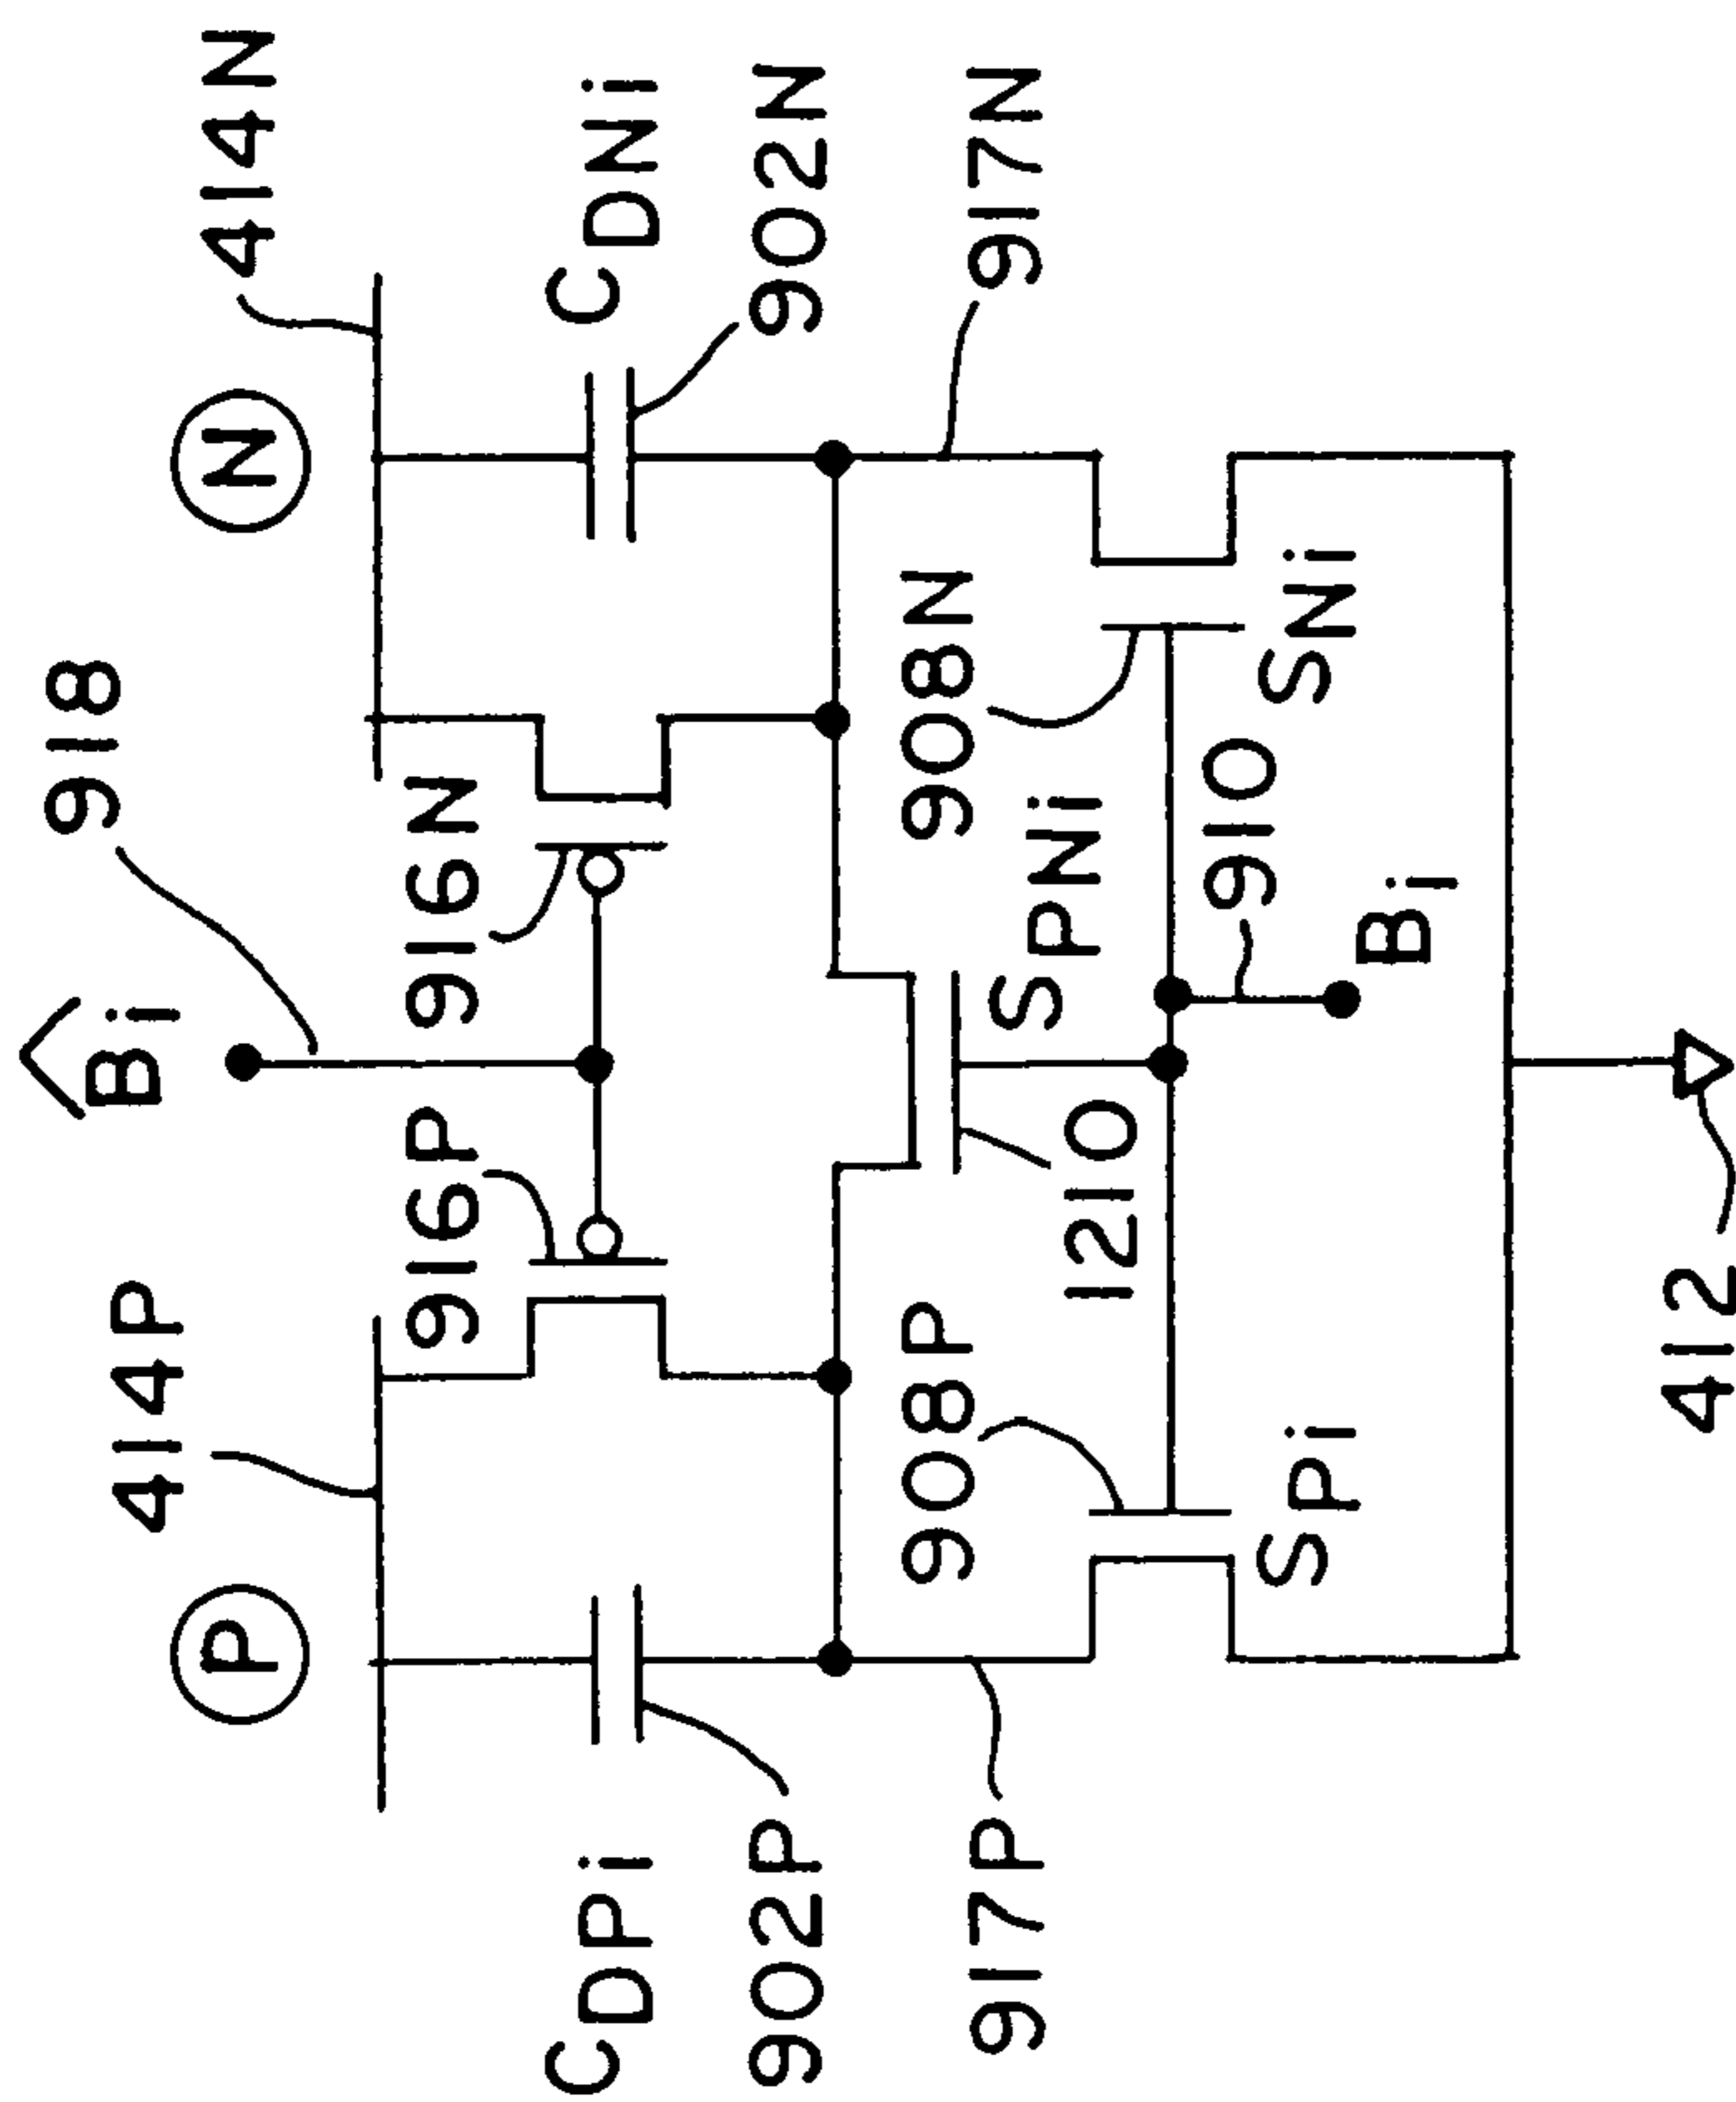 918
B̂i
414P
414N
P
N
916P
916N
CDPi
CDNi
902P
902N
908P
908N
917P
917N
1210
SPNi
910
SPi
SNi
Bi
412